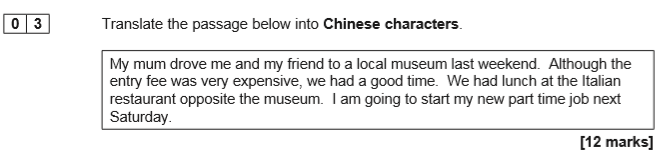 0 3 Translate the passage below into Chinese characters.
My mum drove me and my friend to a local museum last weekend. Although the
entry fee was very expensive, we had a good time. We had lunch at the Italian
restaurant opposite the museum. I am going to start my new part time job next
Saturday.
[12 marks]